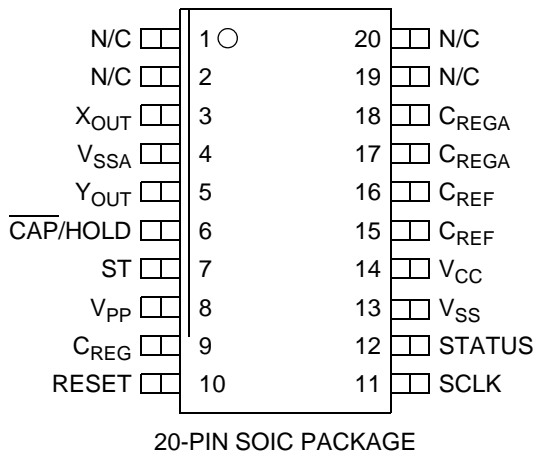 N/C 1 20 N/C
N/C 2 19 N/C
XOUT 3 18 CREGA
VSSA 4 17 CREGA
YOUT 5 16 CREF
CAP/HOLD 6 15 CREF
ST 7 14 VCC
VPP 8 13 VSS
CREG 9 12 STATUS
RESET 10 11 SCLK
20-PIN SOIC PACKAGE